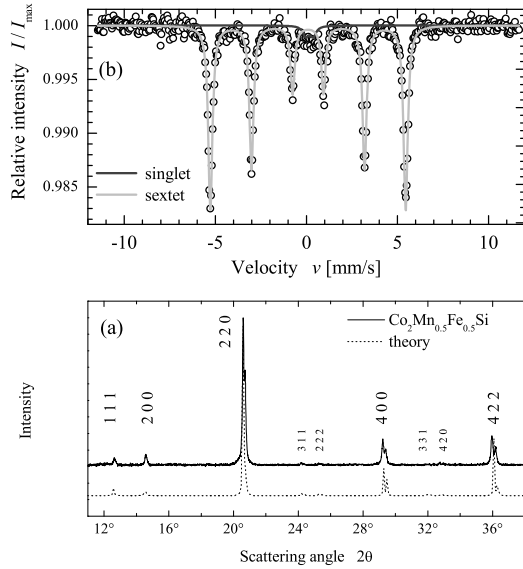 1.000
0.995
0.990
0.985
Relative intensity I / I_max
(b)
singlet
sextet
-10 -5 0 5 10
Velocity v [mm/s]
(a)
Co₂Mn₀.₅Fe₀.₅Si
theory
1 1 1
2 0 0
2 2 0
3 1 1
2 2 2
4 0 0
3 3 1
4 2 0
4 2 2
Intensity
12° 16° 20° 24° 28° 32° 36°
Scattering angle 2θ